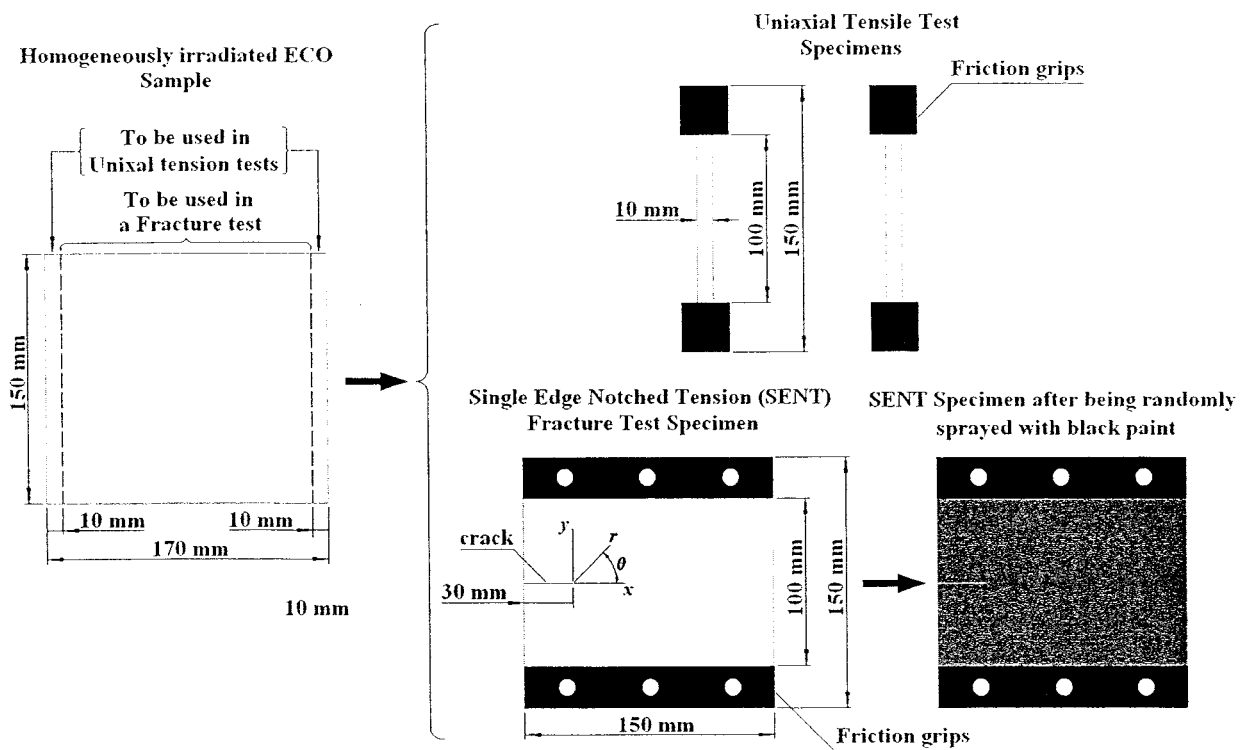 Homogeneously irradiated ECO
Sample
To be used in
Unixal tension tests
To be used in
a Fracture test
150 mm
10 mm
10 mm
170 mm
10 mm
Uniaxial Tensile Test
Specimens
Friction grips
10 mm
100 mm
150 mm
Single Edge Notched Tension (SENT)
Fracture Test Specimen
crack
y
r
θ
x
30 mm
100 mm
150 mm
150 mm
Friction grips
SENT Specimen after being randomly
sprayed with black paint